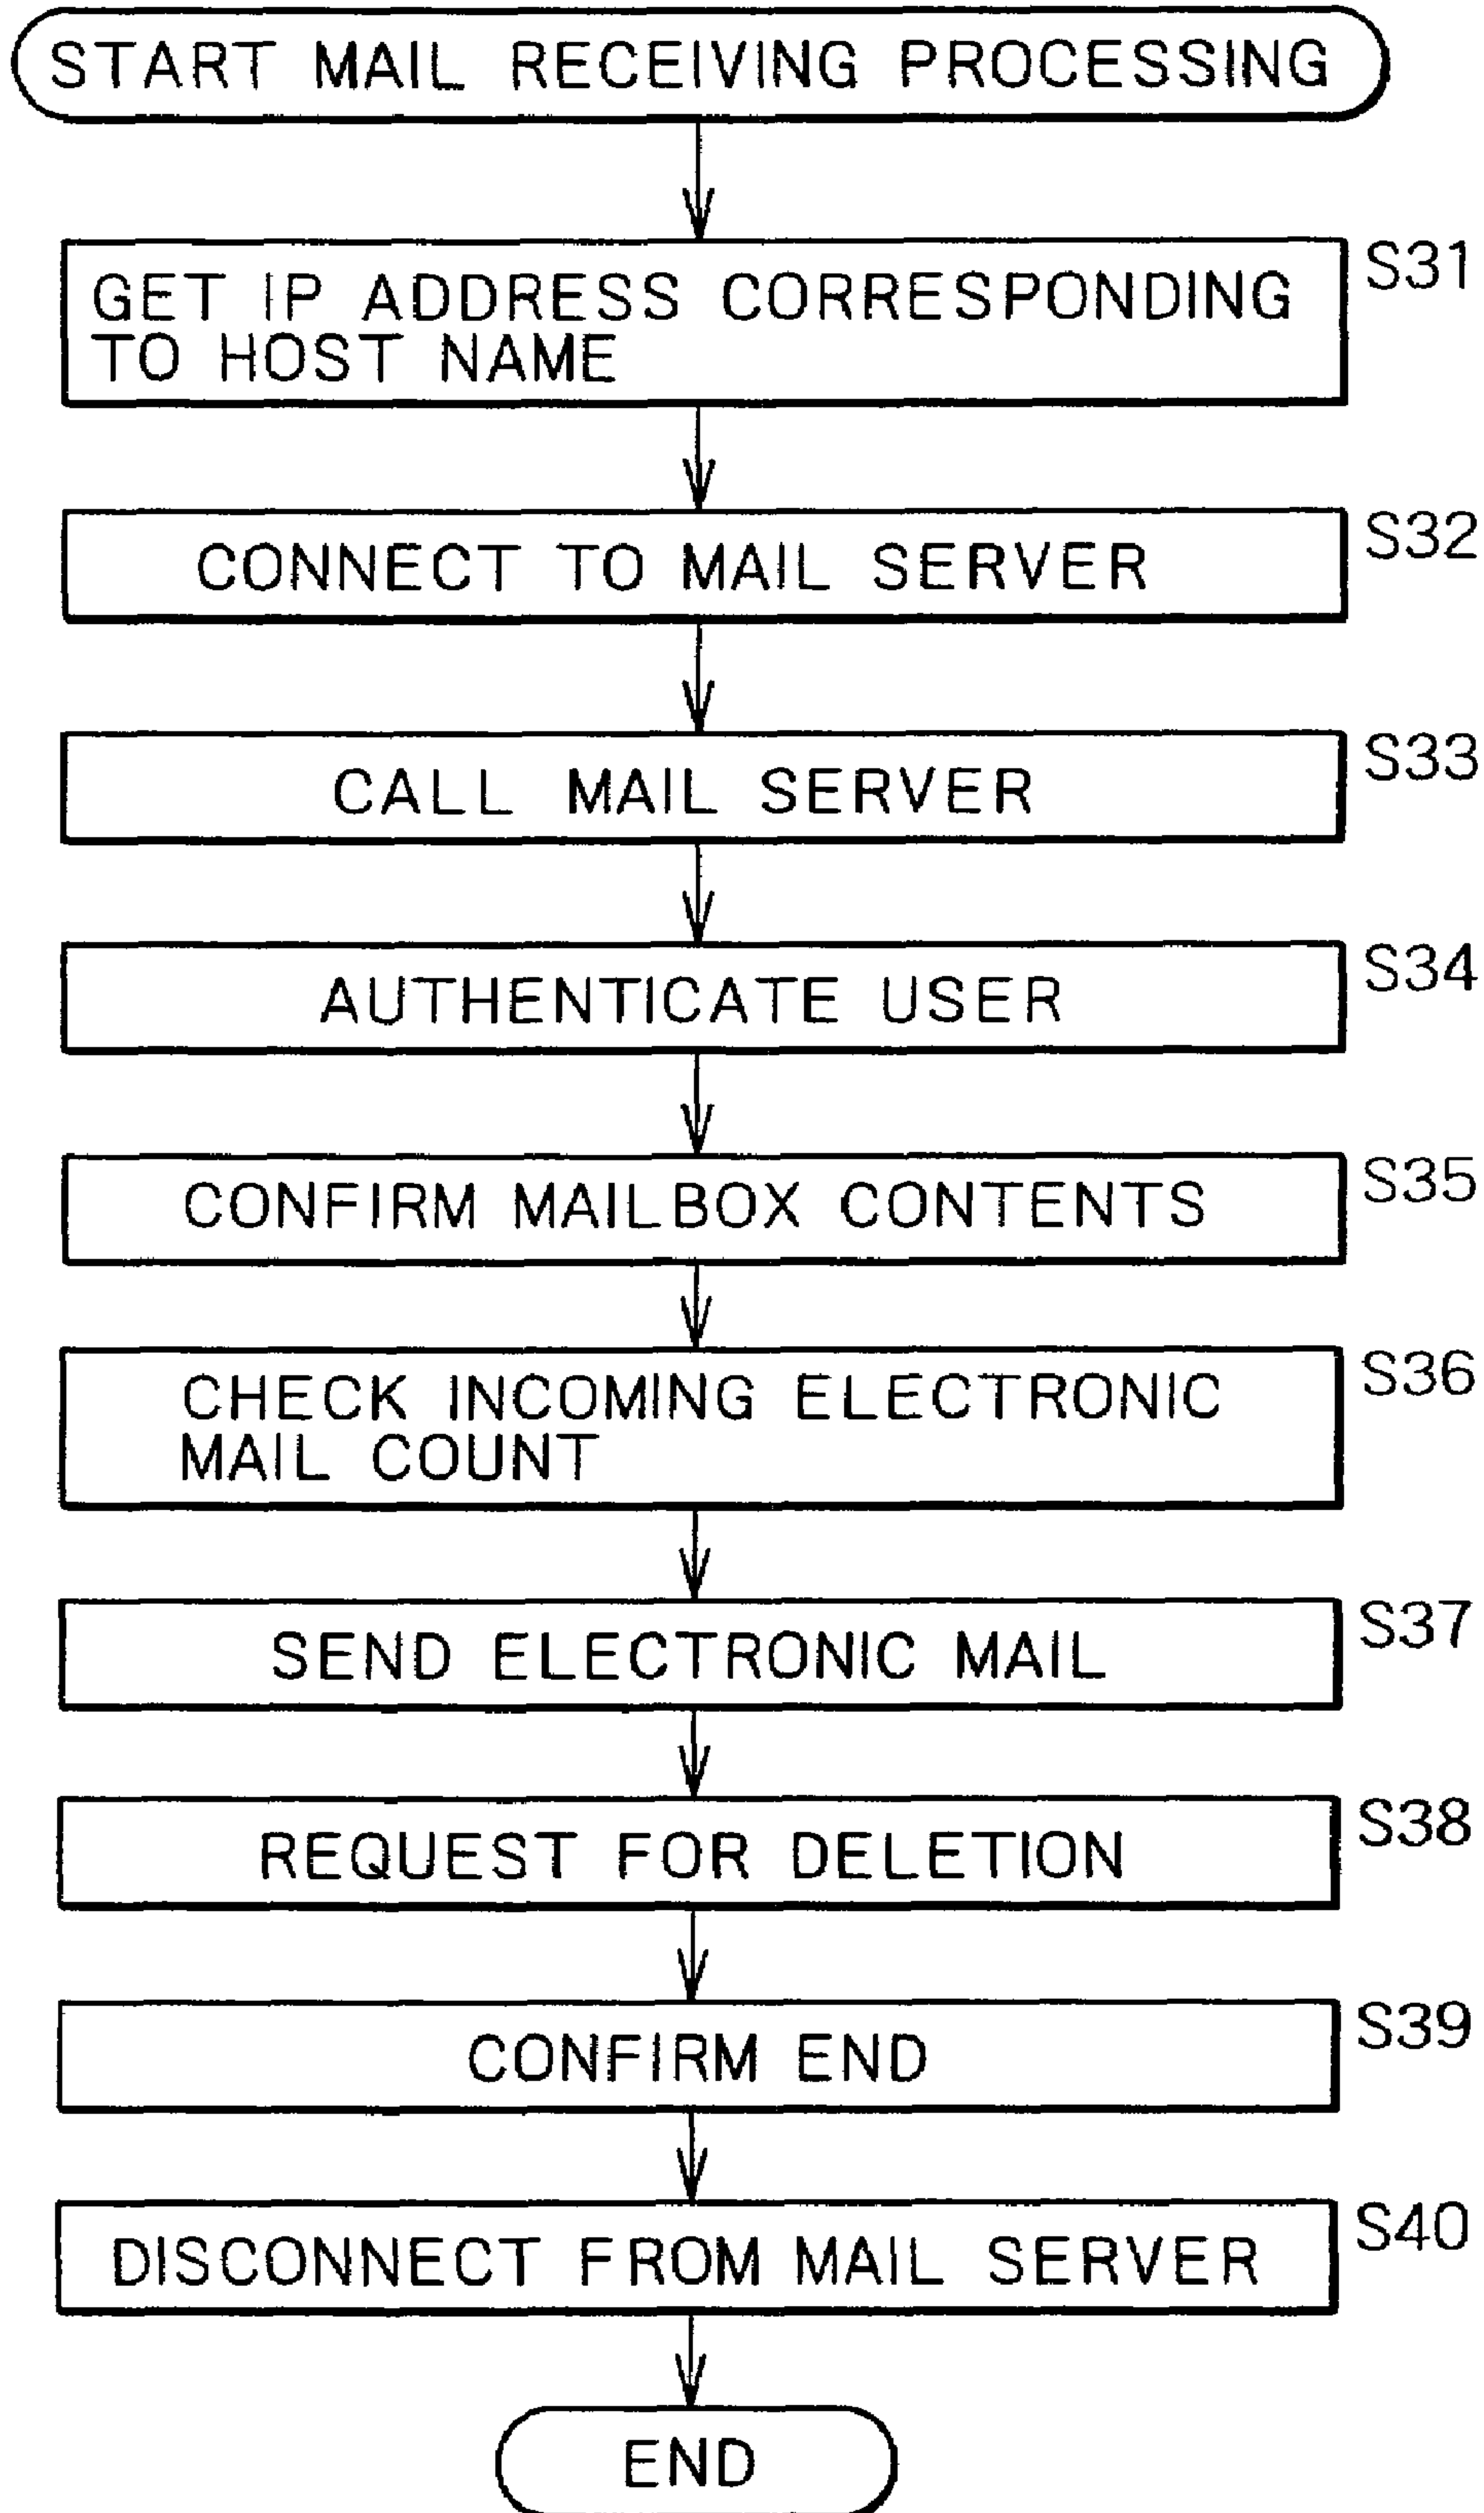 START MAIL RECEIVING PROCESSING
S31
GET IP ADDRESS CORRESPONDING
TO HOST NAME
S32
CONNECT TO MAIL SERVER
S33
CALL MAIL SERVER
S34
AUTHENTICATE USER
S35
CONFIRM MAILBOX CONTENTS
S36
CHECK INCOMING ELECTRONIC
MAIL COUNT
S37
SEND ELECTRONIC MAIL
S38
REQUEST FOR DELETION
S39
CONFIRM END
S40
DISCONNECT FROM MAIL SERVER
END